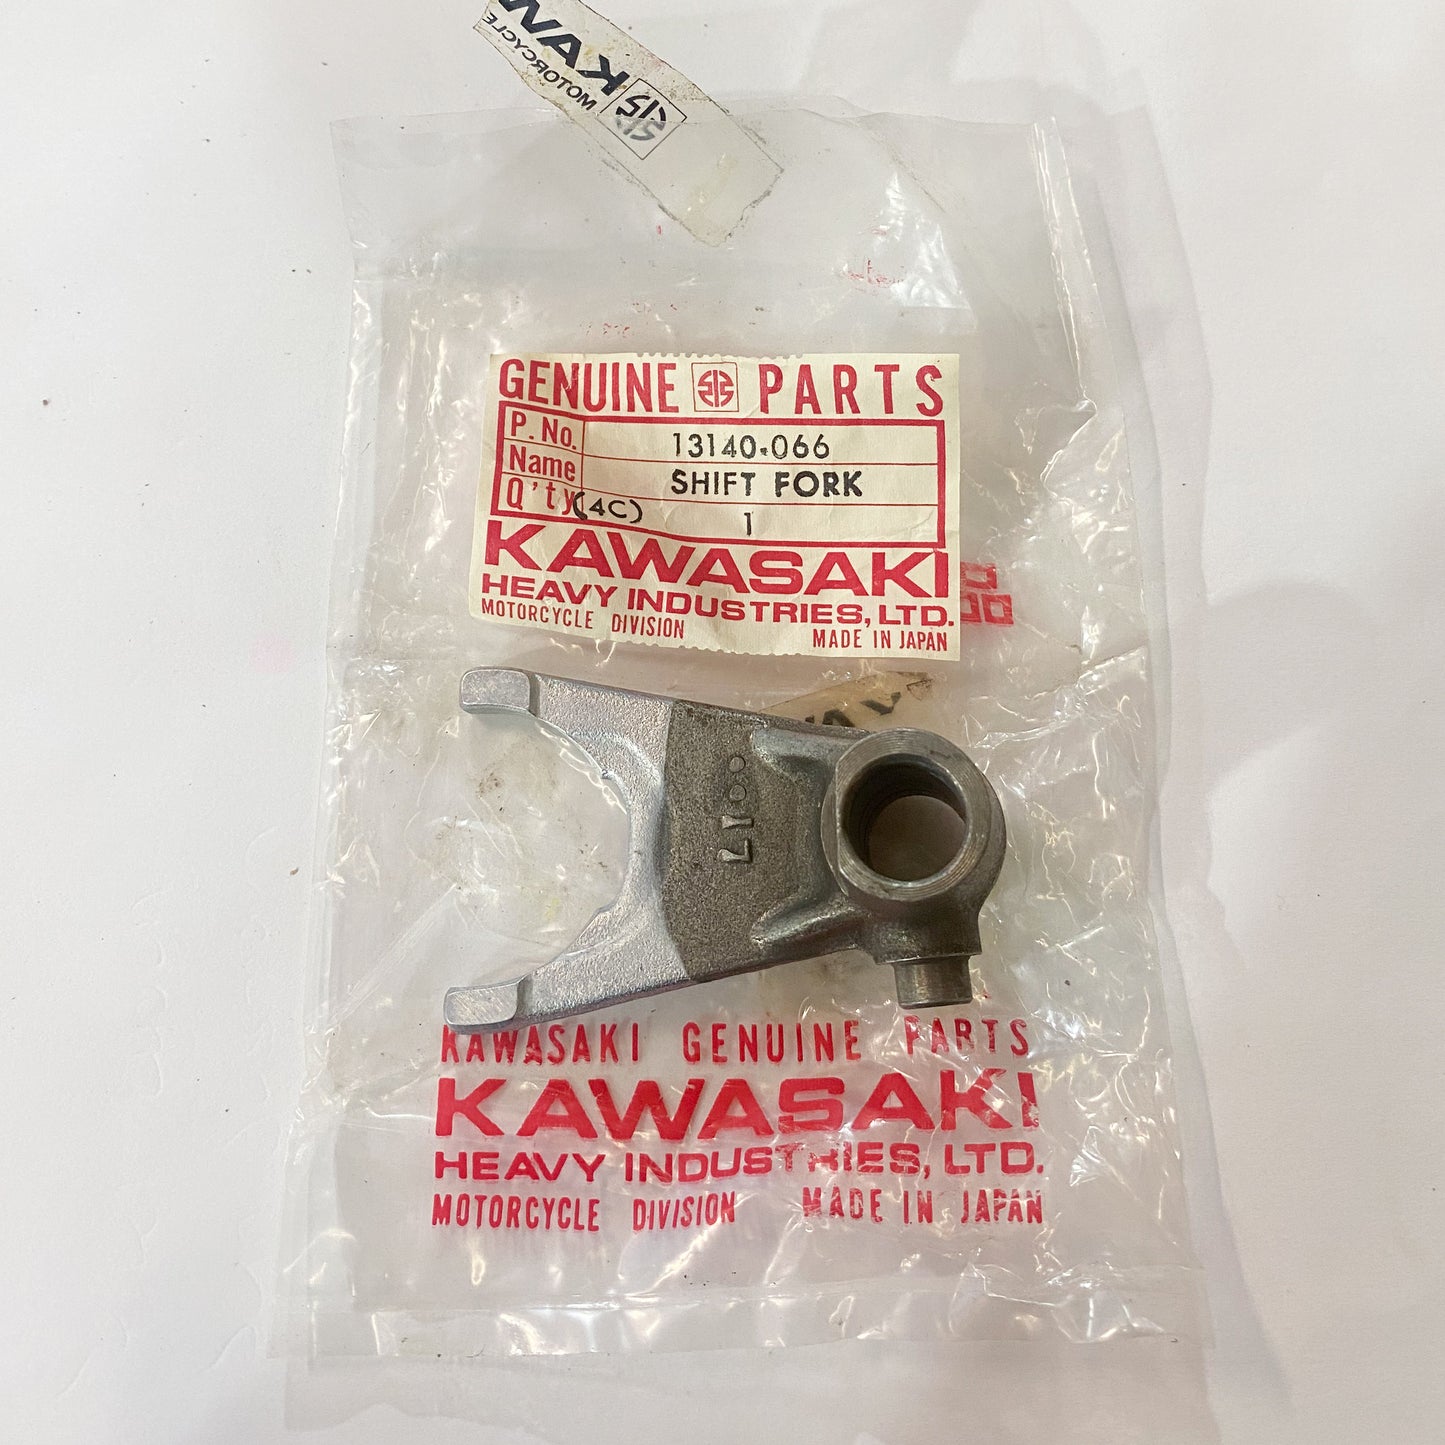 KAW
MOTORCYCLE
GENUINE PARTS
P. No. 13140-066
Name SHIFT FORK
Q'ty (4C) 1
KAWASAKI
HEAVY INDUSTRIES, LTD.
MOTORCYCLE DIVISION MADE IN JAPAN
KAWASAKI GENUINE PARTS
KAWASAKI
HEAVY INDUSTRIES, LTD.
MOTORCYCLE DIVISION MADE IN JAPAN